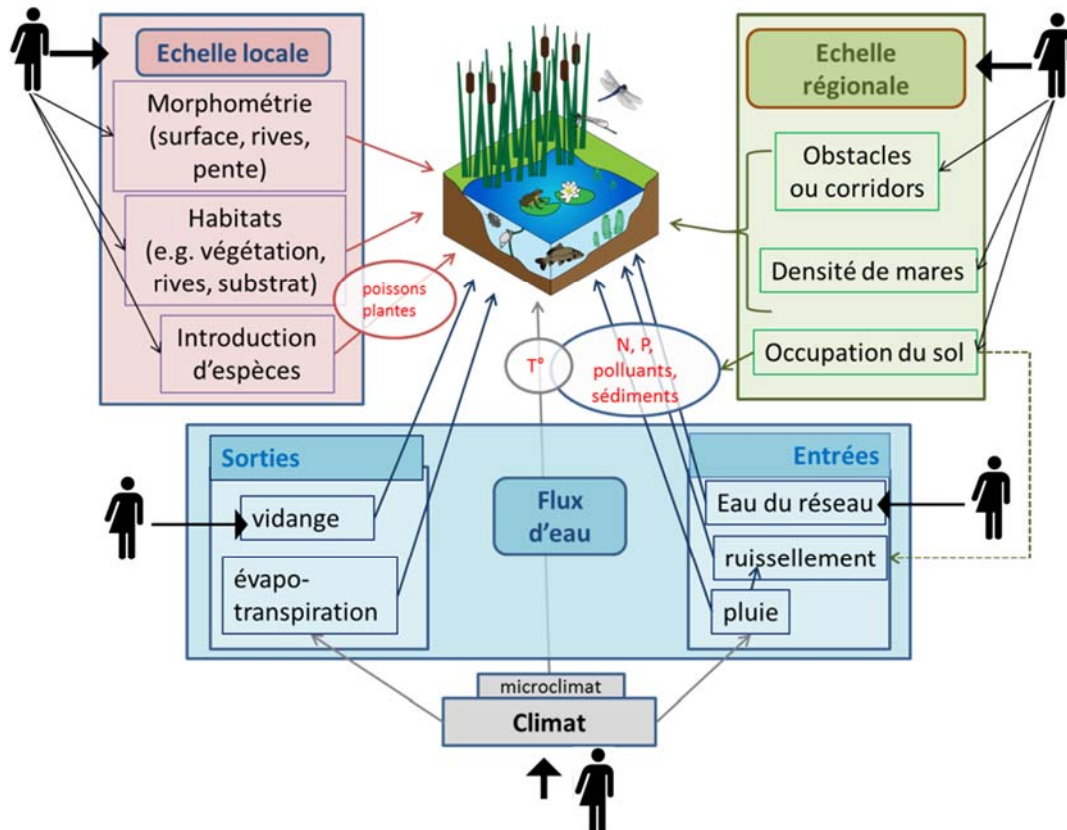 Echelle locale
Morphométrie
(surface, rives,
pente)
Habitats
(e.g. végétation,
rives, substrat)
Introduction
d'espèces
poissons
plantes
Echelle
régionale
Obstacles
ou corridors
Densité de mares
Occupation du sol
T°
N, P,
polluants,
sédiments
Sorties
vidange
évapo-
transpiration
Flux
d'eau
Entrées
Eau du réseau
ruissellement
pluie
microclimat
Climat